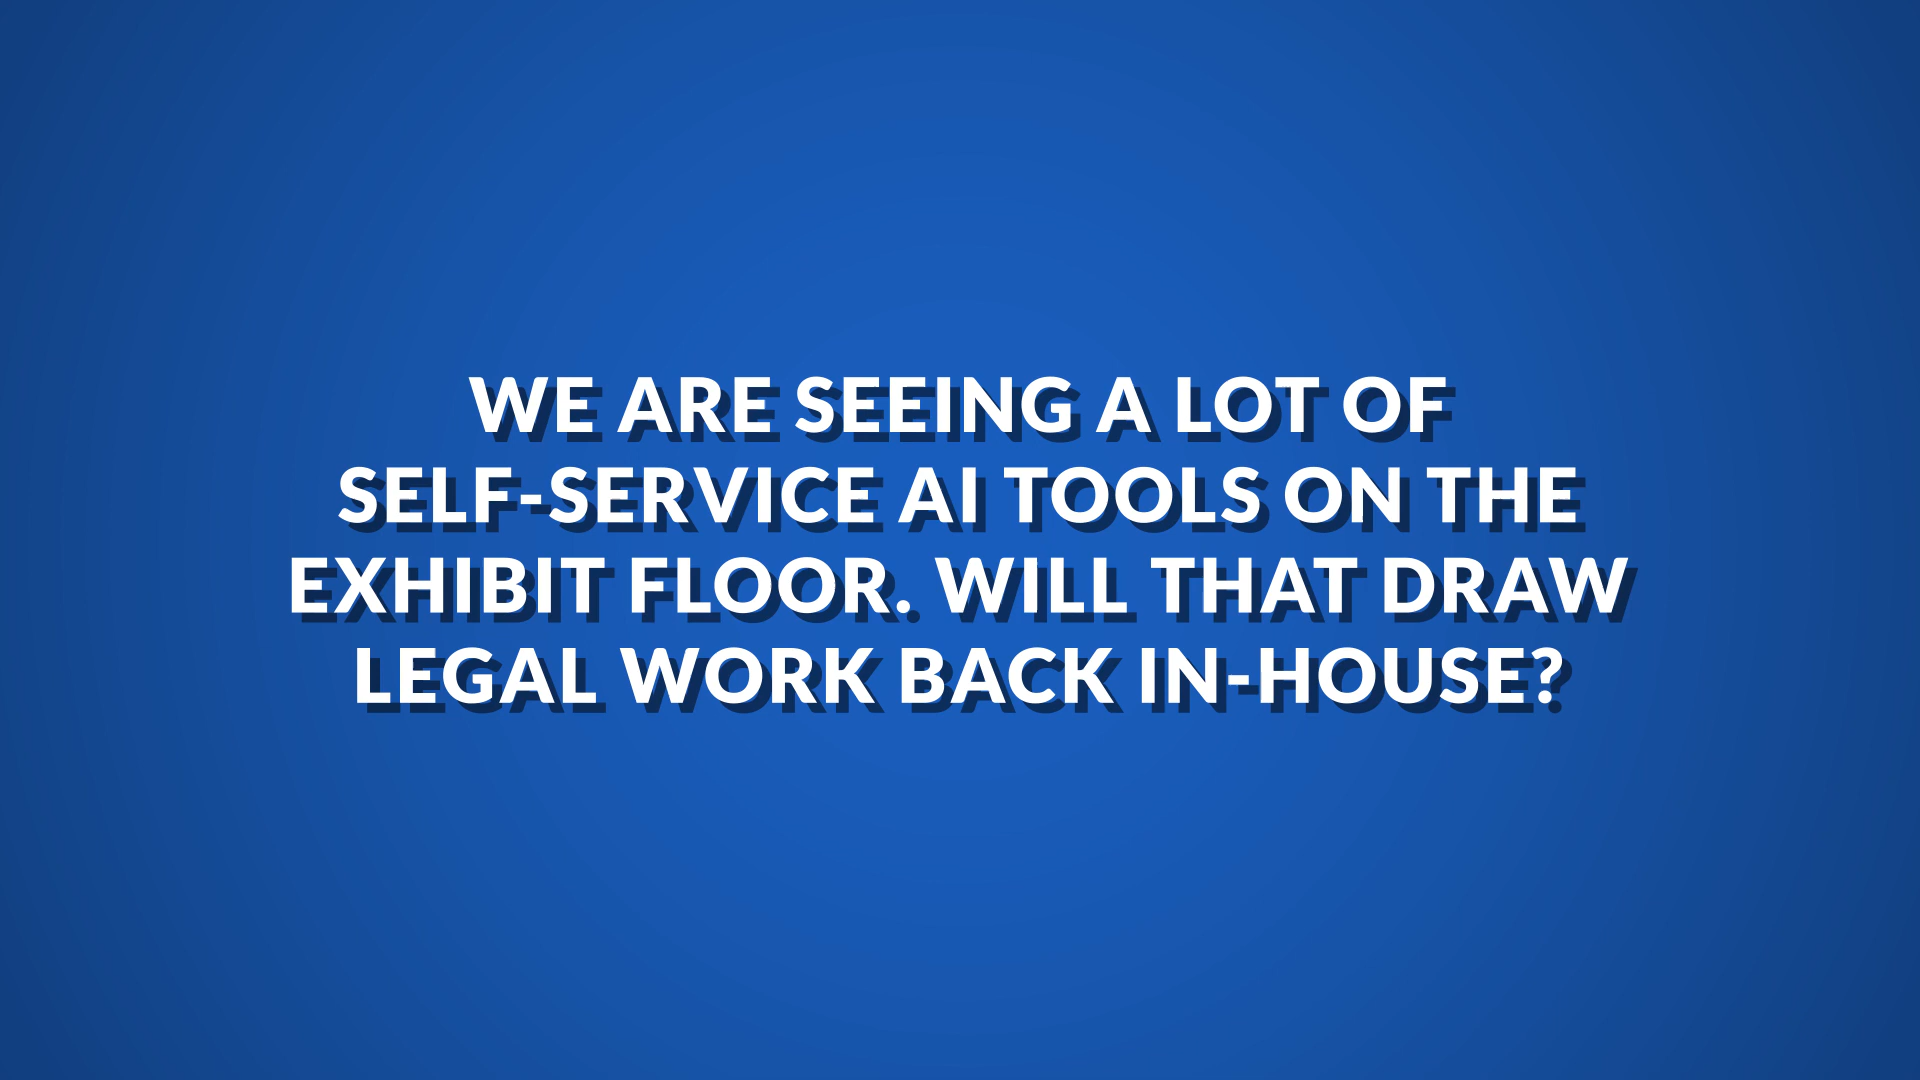 WE ARE SEEING A LOT OF
SELF-SERVICE AI TOOLS ON THE
EXHIBIT FLOOR. WILL THAT DRAW
LEGAL WORK BACK IN-HOUSE?